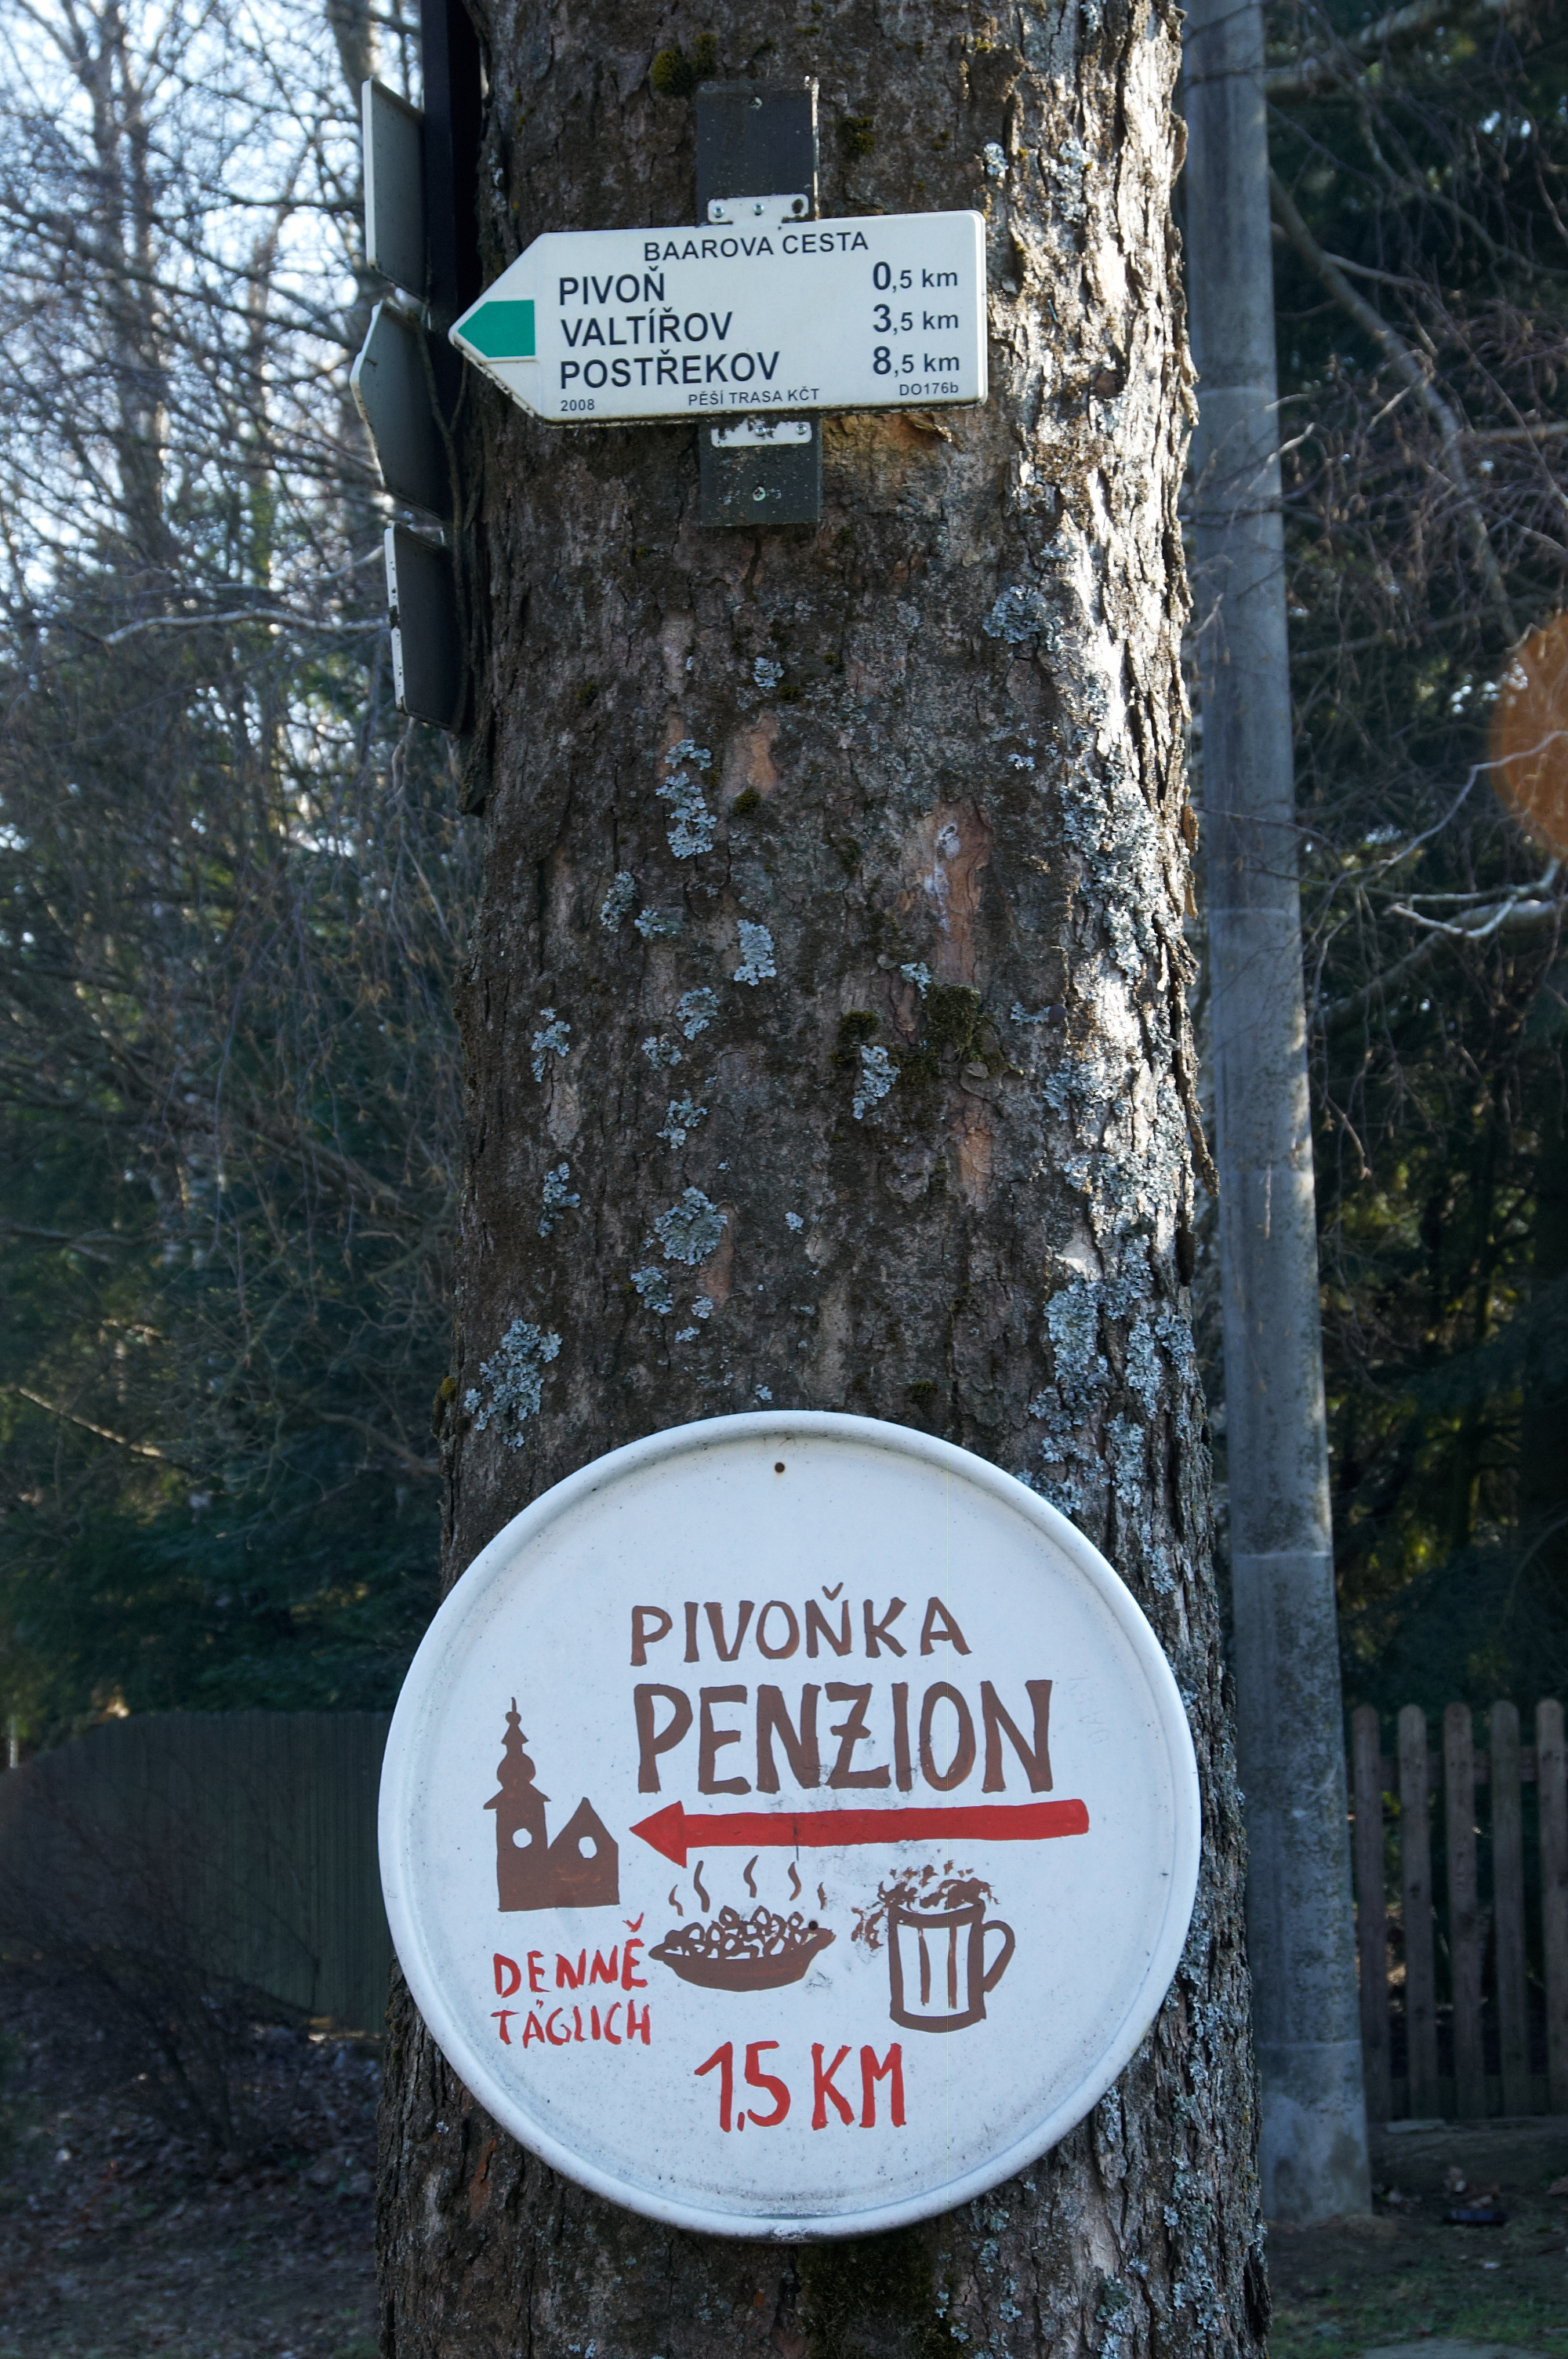 BAAROVA CESTA
PIVOŇ 0,5 km
VALTÍŘOV 3,5 km
POSTŘEKOV 8,5 km
2008 PĚŠÍ TRASA KČT DO176b
PIVOŇKA
PENZION
DENNĚ
TÄGLICH
1,5 KM